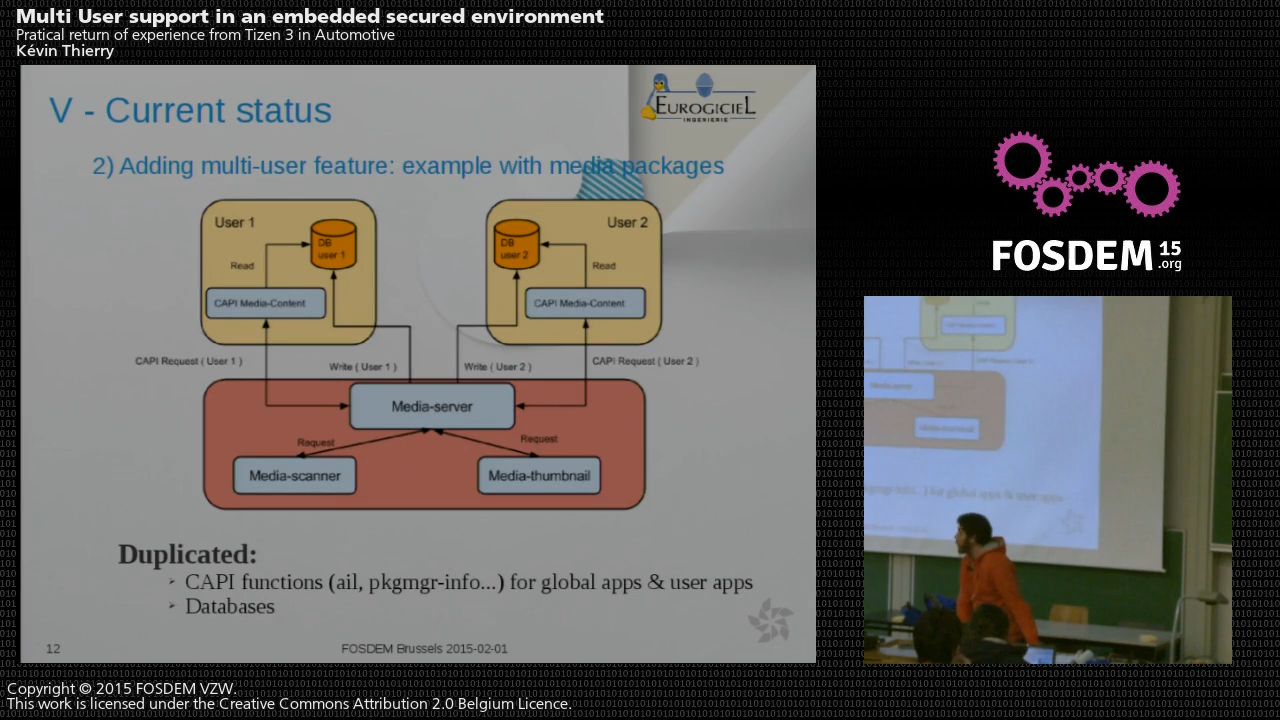 Multi User support in an embedded secured environment
Pratical return of experience from Tizen 3 in Automotive
Kévin Thierry
V - Current status
EUROGICIEL
INGENIERIE
2) Adding multi-user feature: example with media packages
User 1
DB
user 1
Read
CAPI Media-Content
User 2
DB
user 2
Read
CAPI Media-Content
CAPI Request ( User 1 )
Write ( User 1 )
Write ( User 2 )
CAPI Request ( User 2 )
Media-server
Request
Request
Media-scanner
Media-thumbnail
Duplicated:
CAPI functions (ail, pkgmgr-info...) for global apps & user apps
Databases
12
FOSDEM Brussels 2015-02-01
FOSDEM 15
.org
Copyright © 2015 FOSDEM VZW.
This work is licensed under the Creative Commons Attribution 2.0 Belgium Licence.